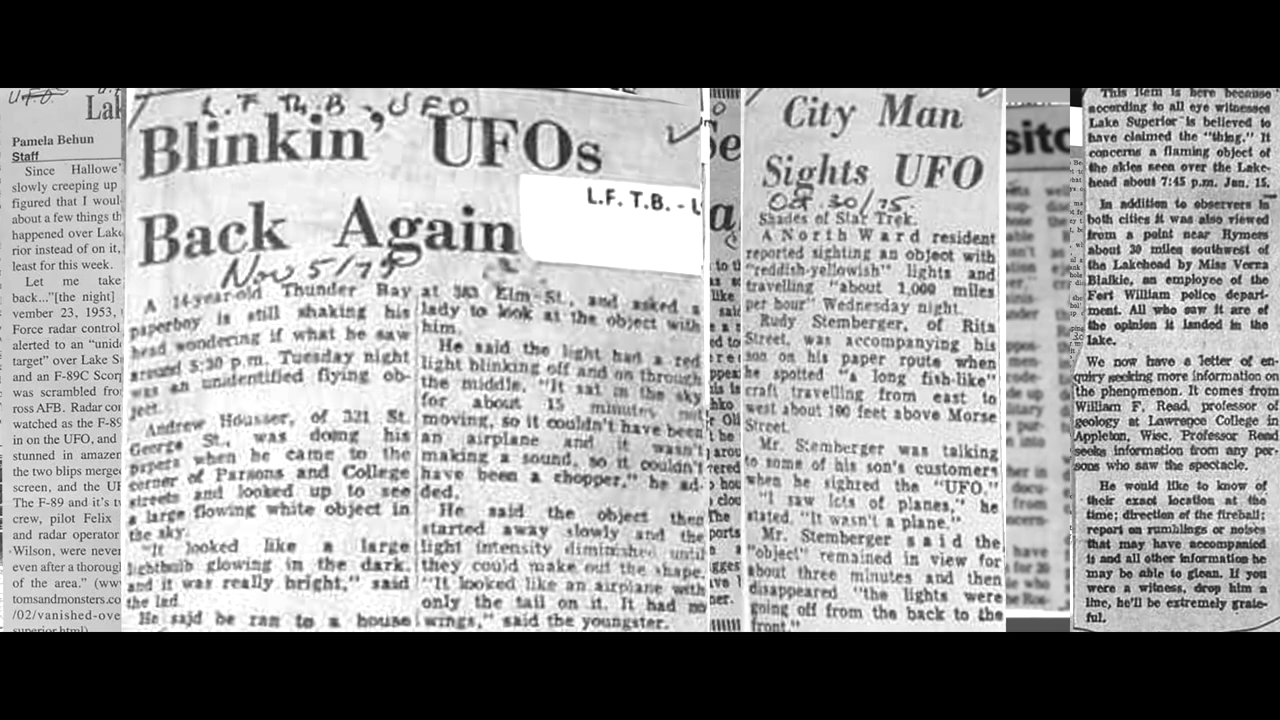 U.F.O.
Lak
Pamela Behun
Staff
Since Hallowe'
slowly creeping up
figured that I woul
about a few things th
happened over Lake
rior instead of on it,
least for this week.
Let me take
back..."[the night]
vember 23, 1953,
Force radar control
alerted to an "unide
target" over Lake S
and an F-89C Scor
was scrambled fro
ross AFB. Radar cor
watched as the F-89
in on the UFO, and
stunned in amazem
the two blips merge
screen, and the UF
The F-89 and it's t
crew, pilot Felix
and radar operator
Wilson, were never
even after a thorough
of the area." (www
tomsandmonsters.co
/02/vanished-ove
superior.html)
L.F. Th. B, UFO
Blinkin' UFOs
Back Again
L.F. T.B. - L
Nov 5/75
A 14-year-old Thunder Bay
paperboy is still shaking his
head wondering if what he saw
around 5:30 p.m. Tuesday night
was an unidentified flying ob-
ject.
Andrew Housser, of 321 St.
George St., was doing his
papers when he came to the
corner of Parsons and College
streets and looked up to see
a large flowing white object in
the sky.
"It looked like a large
lightbulb glowing in the dark.
and it was really bright," said
the lad.
He said he ran to a house
at 383 Elm St., and asked a
lady to look at the object with
him.
He said the light had a red
light blinking off and on through
the middle. "It sat in the sky
for about 15 minutes not
moving, so it couldn't have been
an airplane and it wasn't
making a sound, so it couldn't
have been a chopper," he ad-
ded.
He said the object then
started away slowly and the
light intensity diminished until
they could make out the shape.
"It looked like an airplane with
only the tail on it. It had no
wings," said the youngster.
City Man
Sights UFO
Oct. 30/75.
Shades of Star Trek.
A North Ward resident
reported sighting an object with
"reddish-yellowish" lights and
travelling "about 1,000 miles
per hour" Wednesday night.
Rudy Stemberger, of Rita
Street, was accompanying his
son on his paper route when
he spotted "a long fish-like"
craft travelling from east to
west about 100 feet above Morse
Street.
Mr. Stemberger was talking
to some of his son's customers
when he sighred the "UFO."
"I saw lots of planes," he
stated. "It wasn't a plane."
Mr. Stemberger said the
"object" remained in view for
about three minutes and then
disappeared "the lights were
going off from the back to the
front."
sito
This item is here because
according to all eye witnesses
Lake Superior is believed to
have claimed the "thing." It
concerns a flaming object of
the skies seen over the Lake-
head about 7:45 p.m. Jan. 15.
In addition to observers in
both cities it was also viewed
from a point near Hymers
about 30 miles southwest of
the Lakehead by Miss Verna
Blaikie, an employee of the
Fort William police depart-
ment. All who saw it are of
the opinion it landed in the
lake.
We now have a letter of en-
quiry seeking more information on
the phenomenon. It comes from
William F. Read, professor of
geology at Lawrence College in
Appleton, Wisc. Professor Read
seeks information from any per-
sons who saw the spectacle.
He would like to know of
their exact location at the
time; direction of the fireball;
report on rumblings or noises
that may have accompanied
is and all other information he
may be able to glean. If you
were a witness, drop him a
line, he'll be extremely grate-
ful.